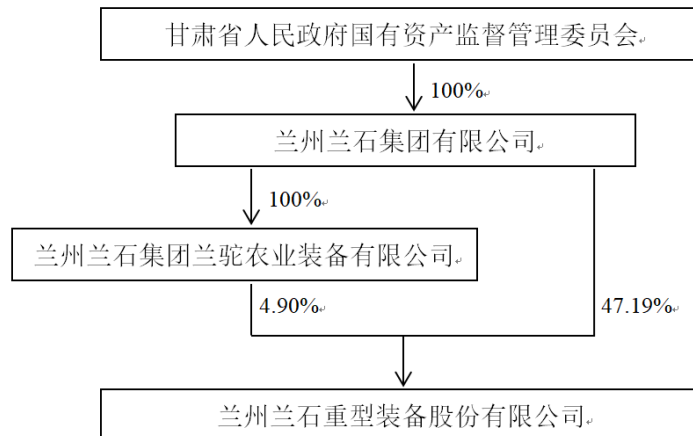 甘肃省人民政府国有资产监督管理委员会
100%
兰州兰石集团有限公司
100%
兰州兰石集团兰驼农业装备有限公司
4.90%
47.19%
兰州兰石重型装备股份有限公司